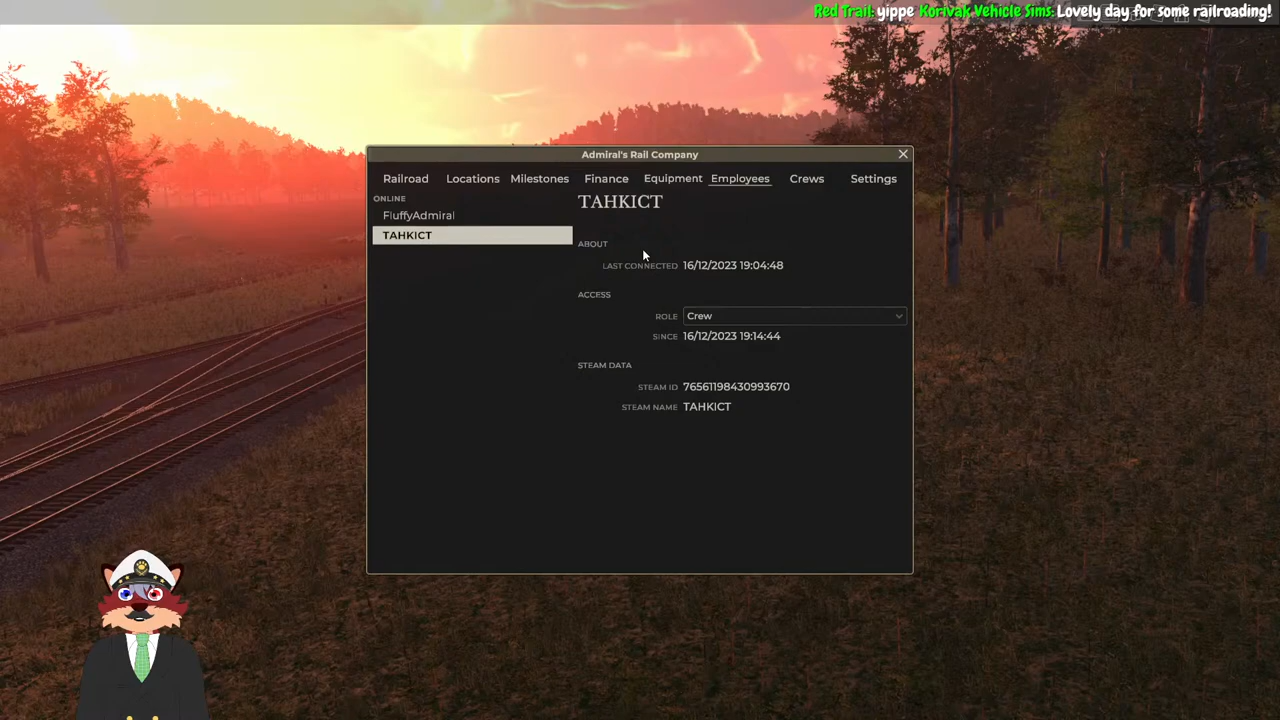 Red Trail: yippe Korivak Vehicle Sims: Lovely day for some railroading!
Admiral's Rail Company
Railroad Locations Milestones Finance Equipment Employees Crews Settings
ONLINE
FluffyAdmiral
TAHKICT
TAHKICT
ABOUT
LAST CONNECTED 16/12/2023 19:04:48
ACCESS
ROLE Crew
SINCE 16/12/2023 19:14:44
STEAM DATA
STEAM ID 76561198430993670
STEAM NAME TAHKICT